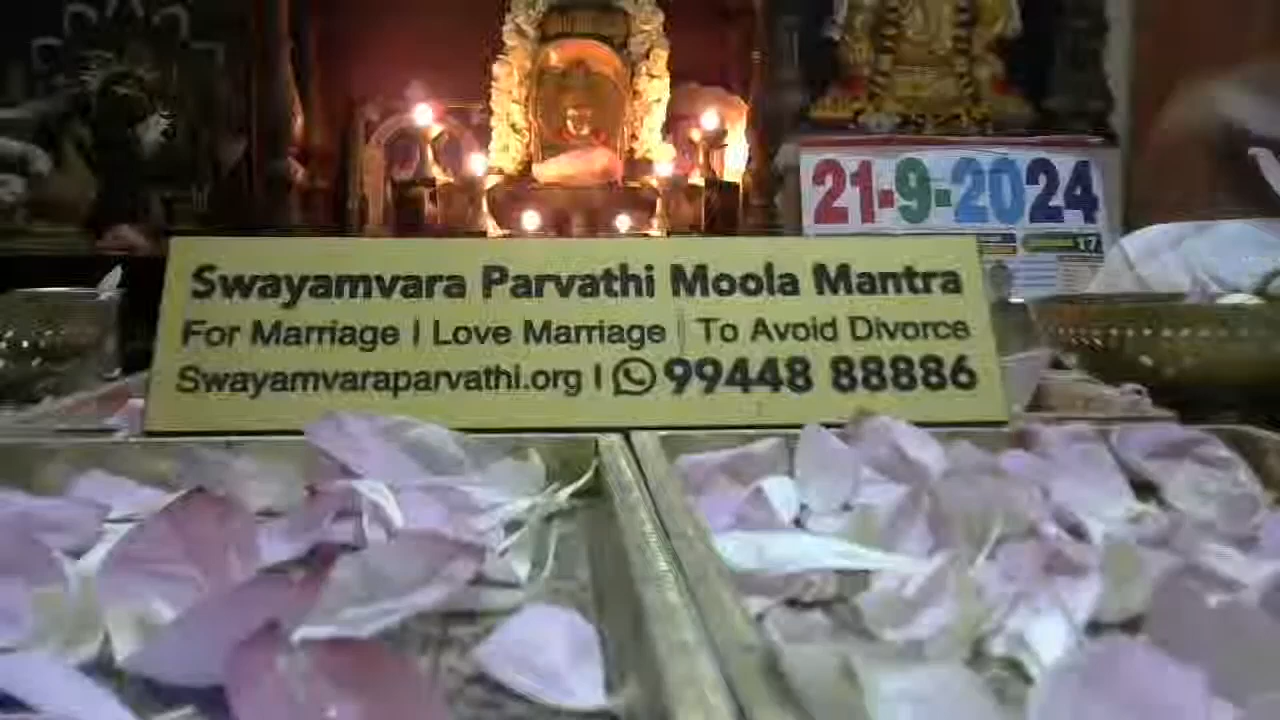 21-9-2024
17
Swayamvara Parvathi Moola Mantra
For Marriage | Love Marriage | To Avoid Divorce
Swayamvaraparvathi.org | 99448 88886